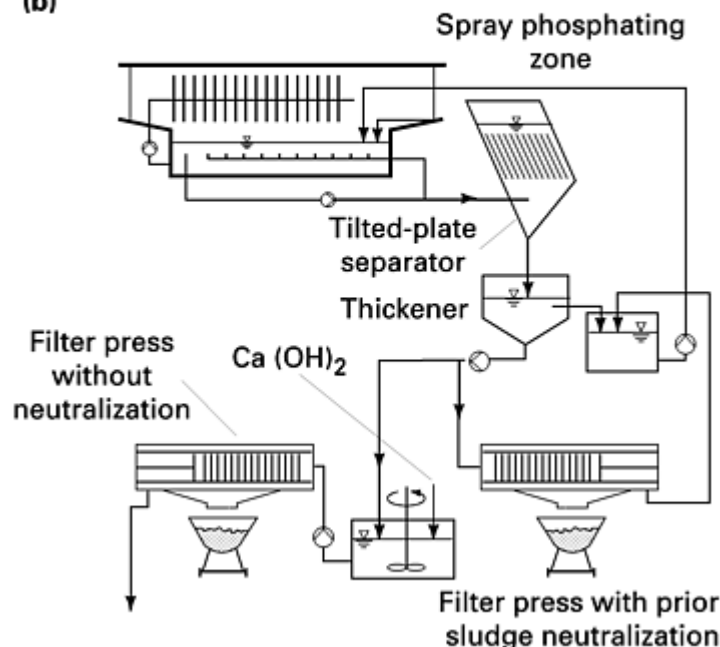 (b)
Spray phosphating
zone
Tilted-plate
separator
Thickener
Filter press
without
neutralization
Ca (OH)2
Filter press with prior
sludge neutralization